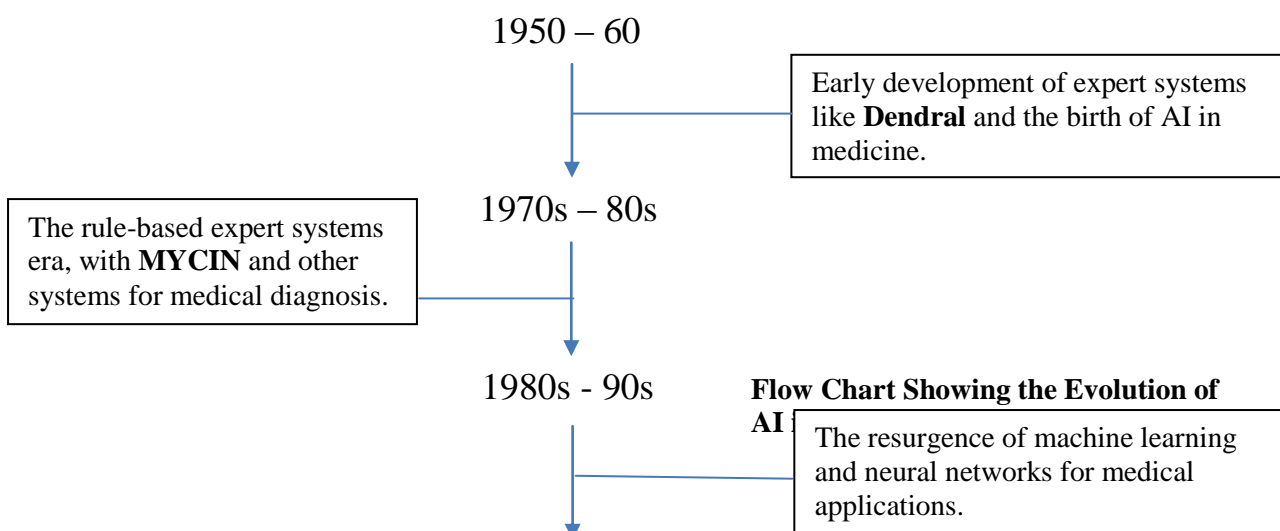 1950 – 60
Early development of expert systems
like Dendral and the birth of AI in
medicine.
1970s – 80s
The rule-based expert systems
era, with MYCIN and other
systems for medical diagnosis.
1980s - 90s
Flow Chart Showing the Evolution of
AI
The resurgence of machine learning
and neural networks for medical
applications.